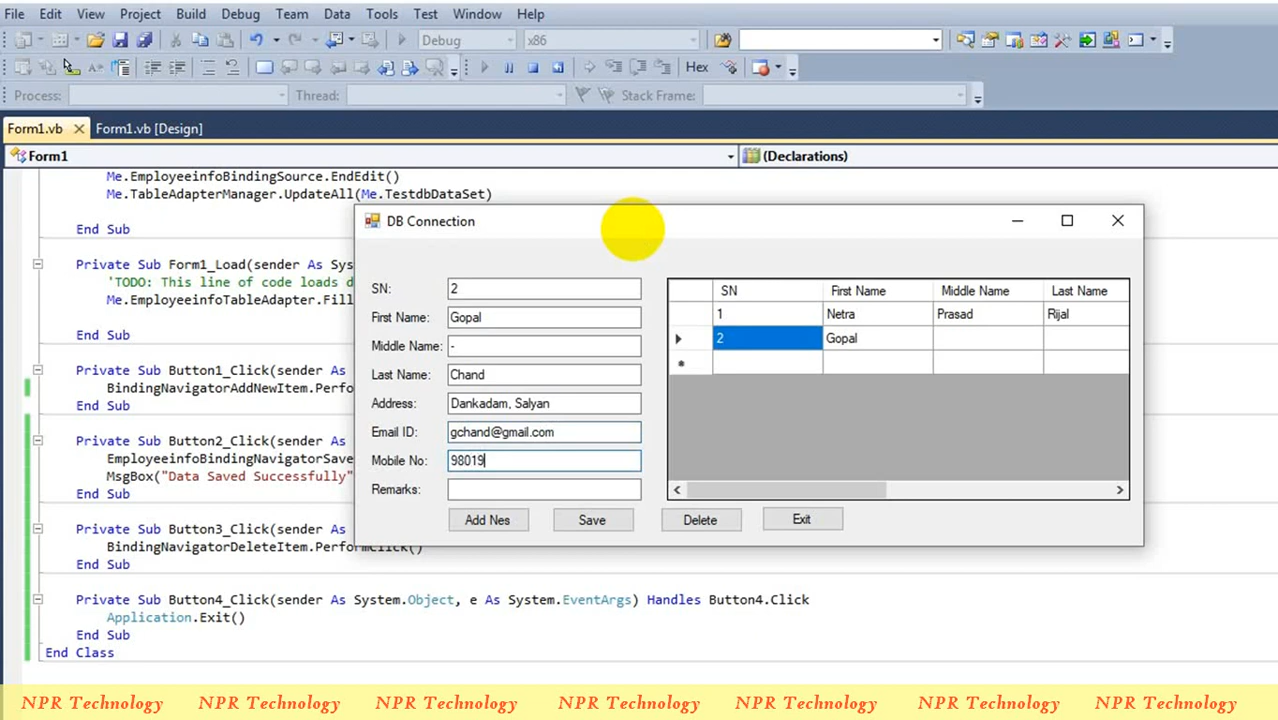 File Edit View Project Build Debug Team Data Tools Test Window Help
Debug x86
Hex
Process: Thread: Stack Frame:
Form1.vb Form1.vb [Design]
Form1 (Declarations)
Me.EmployeeinfoBindingSource.EndEdit()
Me.TableAdapterManager.UpdateAll(Me.TestdbDataSet)
End Sub
Private Sub Form1_Load(sender As Sys
'TODO: This line of code loads d
Me.EmployeeinfoTableAdapter.Fill
End Sub
Private Sub Button1_Click(sender As
BindingNavigatorAddNewItem.Perfo
End Sub
Private Sub Button2_Click(sender As
EmployeeinfoBindingNavigatorSave
MsgBox("Data Saved Successfully"
End Sub
Private Sub Button3_Click(sender As
BindingNavigatorDeleteItem.PerformClick()
End Sub
Private Sub Button4_Click(sender As System.Object, e As System.EventArgs) Handles Button4.Click
Application.Exit()
End Sub
End Class
DB Connection
SN: 2
First Name: Gopal
Middle Name: -
Last Name: Chand
Address: Dankadam, Salyan
Email ID: gchand@gmail.com
Mobile No: 98019
Remarks:
SN First Name Middle Name Last Name
1 Netra Prasad Rijal
2 Gopal
Add Nes Save Delete Exit
NPR Technology NPR Technology NPR Technology NPR Technology NPR Technology NPR Technology NPR Technology